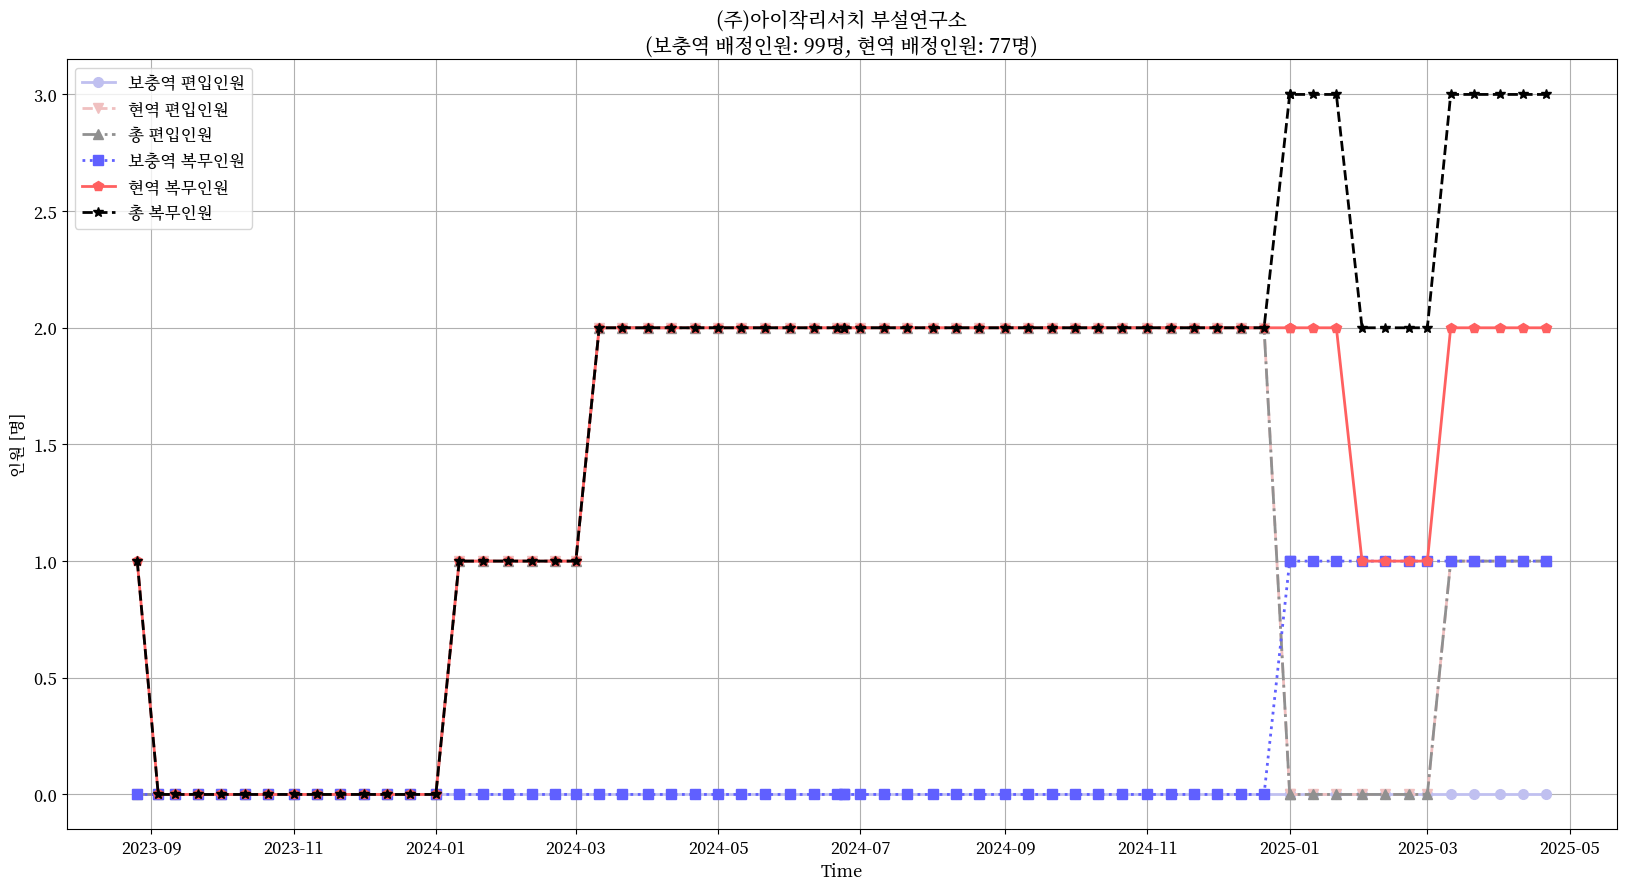 (주)아이작리서치 부설연구소
(보충역 배정인원: 99명, 현역 배정인원: 77명)
보충역 편입인원
현역 편입인원
총 편입인원
보충역 복무인원
현역 복무인원
총 복무인원
3.0
2.5
2.0
1.5
1.0
0.5
0.0
인원 [명]
2023-09
2023-11
2024-01
2024-03
2024-05
2024-07
2024-09
2024-11
2025-01
2025-03
2025-05
Time